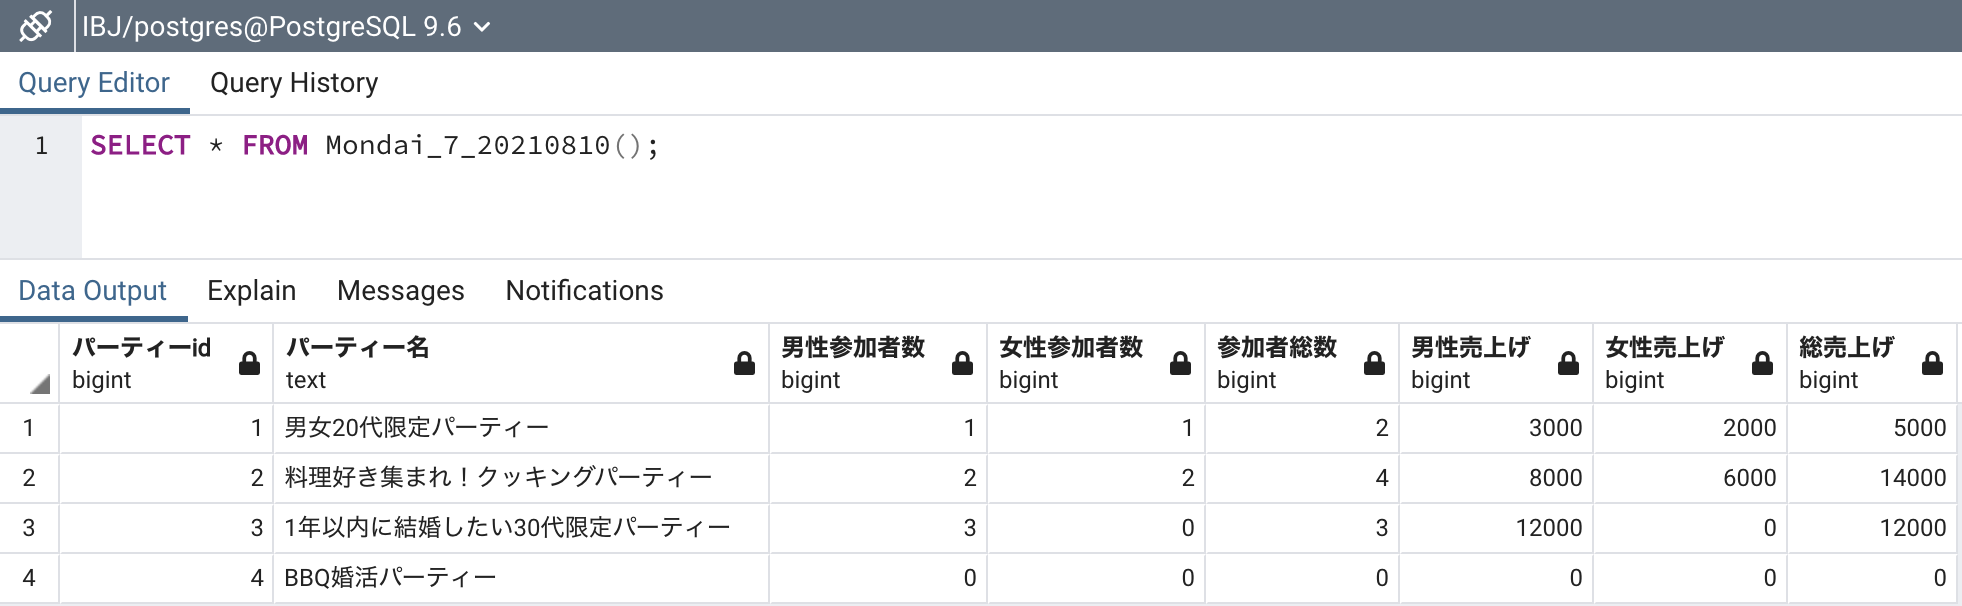 IBJ/postgres@PostgreSQL 9.6
Query Editor Query History
1 SELECT * FROM Mondai_7_20210810();
Data Output Explain Messages Notifications
パーティーid パーティー名 男性参加者数 女性参加者数 参加者総数 男性売上げ 女性売上げ 総売上げ
bigint text bigint bigint bigint bigint bigint bigint
1 1 男女20代限定パーティー 1 1 2 3000 2000 5000
2 2 料理好き集まれ！クッキングパーティー 2 2 4 8000 6000 14000
3 3 1年以内に結婚したい30代限定パーティー 3 0 3 12000 0 12000
4 4 BBQ婚活パーティー 0 0 0 0 0 0